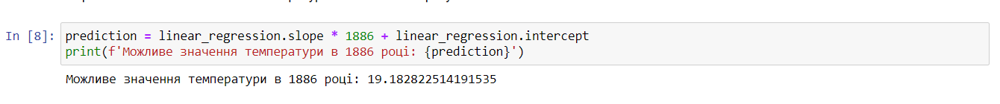 In [8]: prediction = linear_regression.slope * 1886 + linear_regression.intercept
print(f'Можливе значення температури в 1886 році: {prediction}')
Можливе значення температури в 1886 році: 19.182822514191535